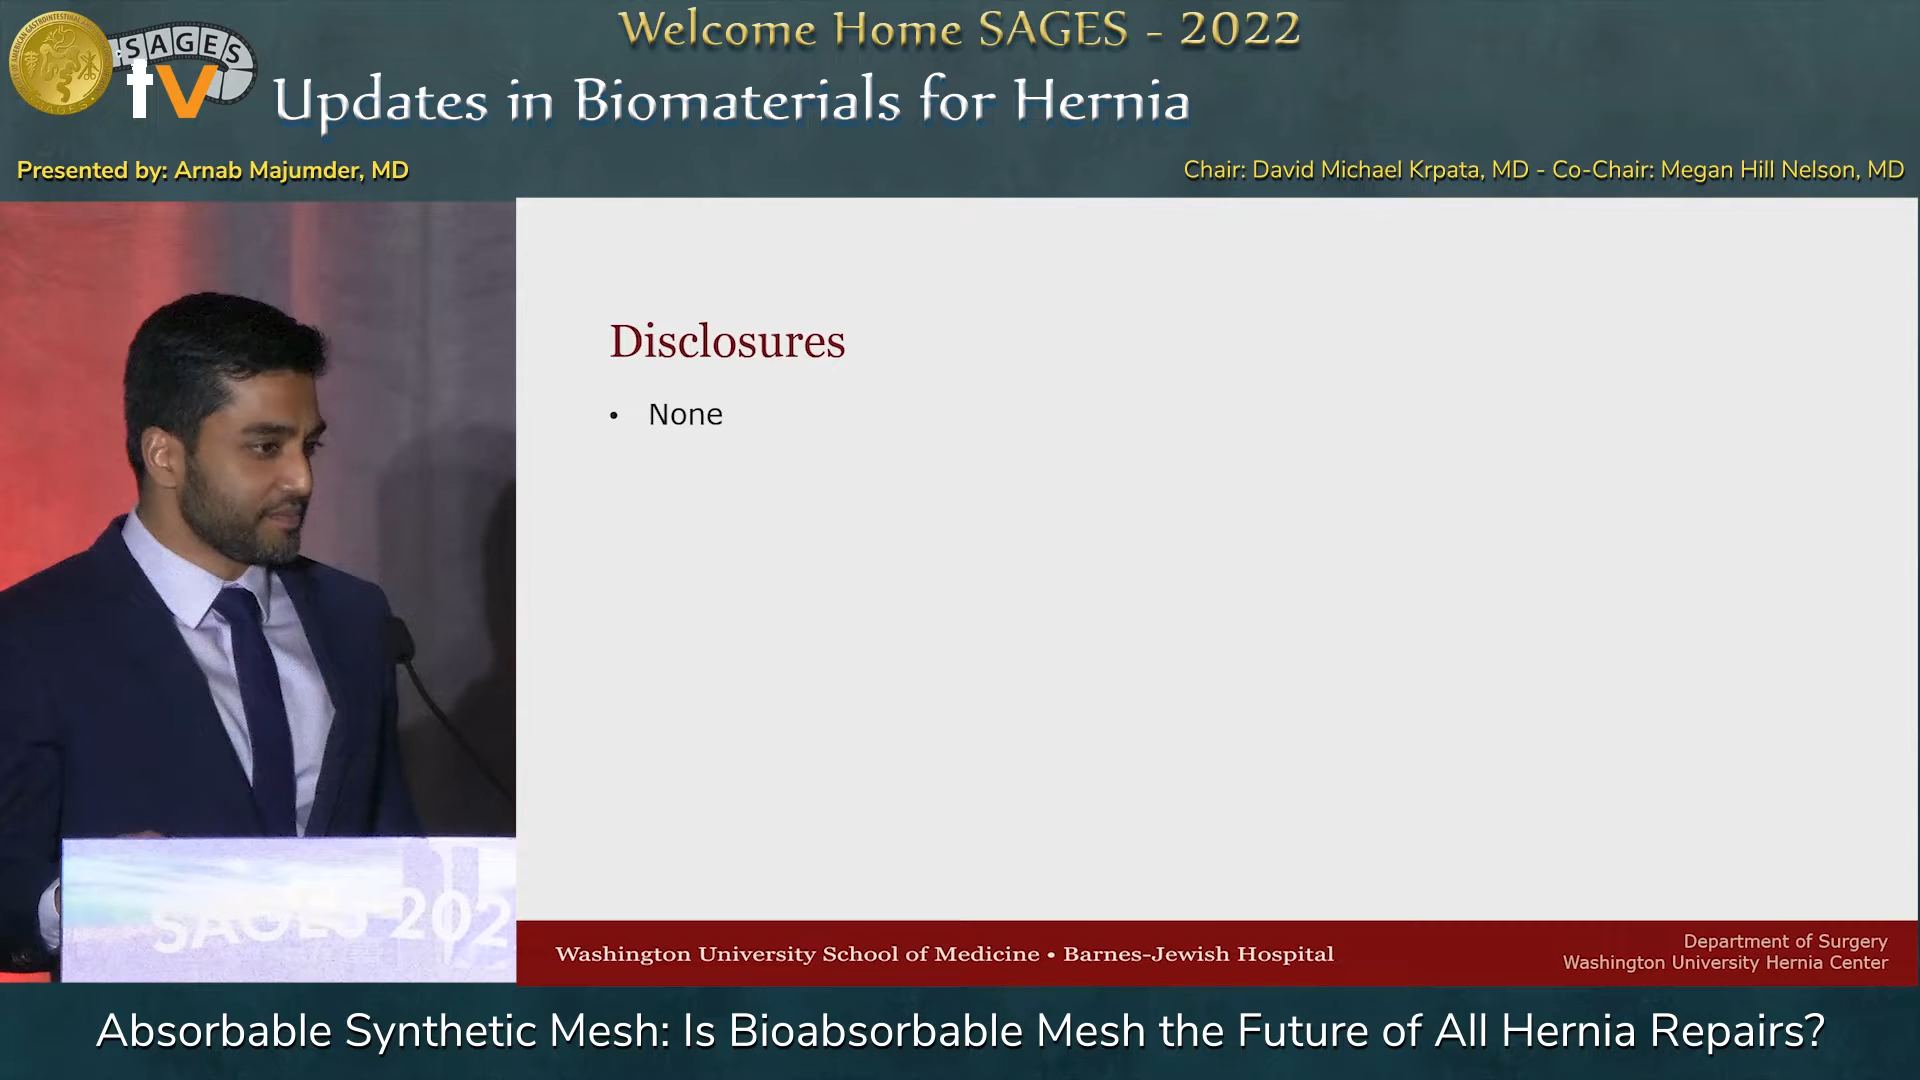 Welcome Home SAGES - 2022
SAGES
tv
Updates in Biomaterials for Hernia
Presented by: Arnab Majumder, MD
Chair: David Michael Krpata, MD - Co-Chair: Megan Hill Nelson, MD
Disclosures
• None
SAGES 202
Washington University School of Medicine • Barnes-Jewish Hospital
Department of Surgery
Washington University Hernia Center
Absorbable Synthetic Mesh: Is Bioabsorbable Mesh the Future of All Hernia Repairs?